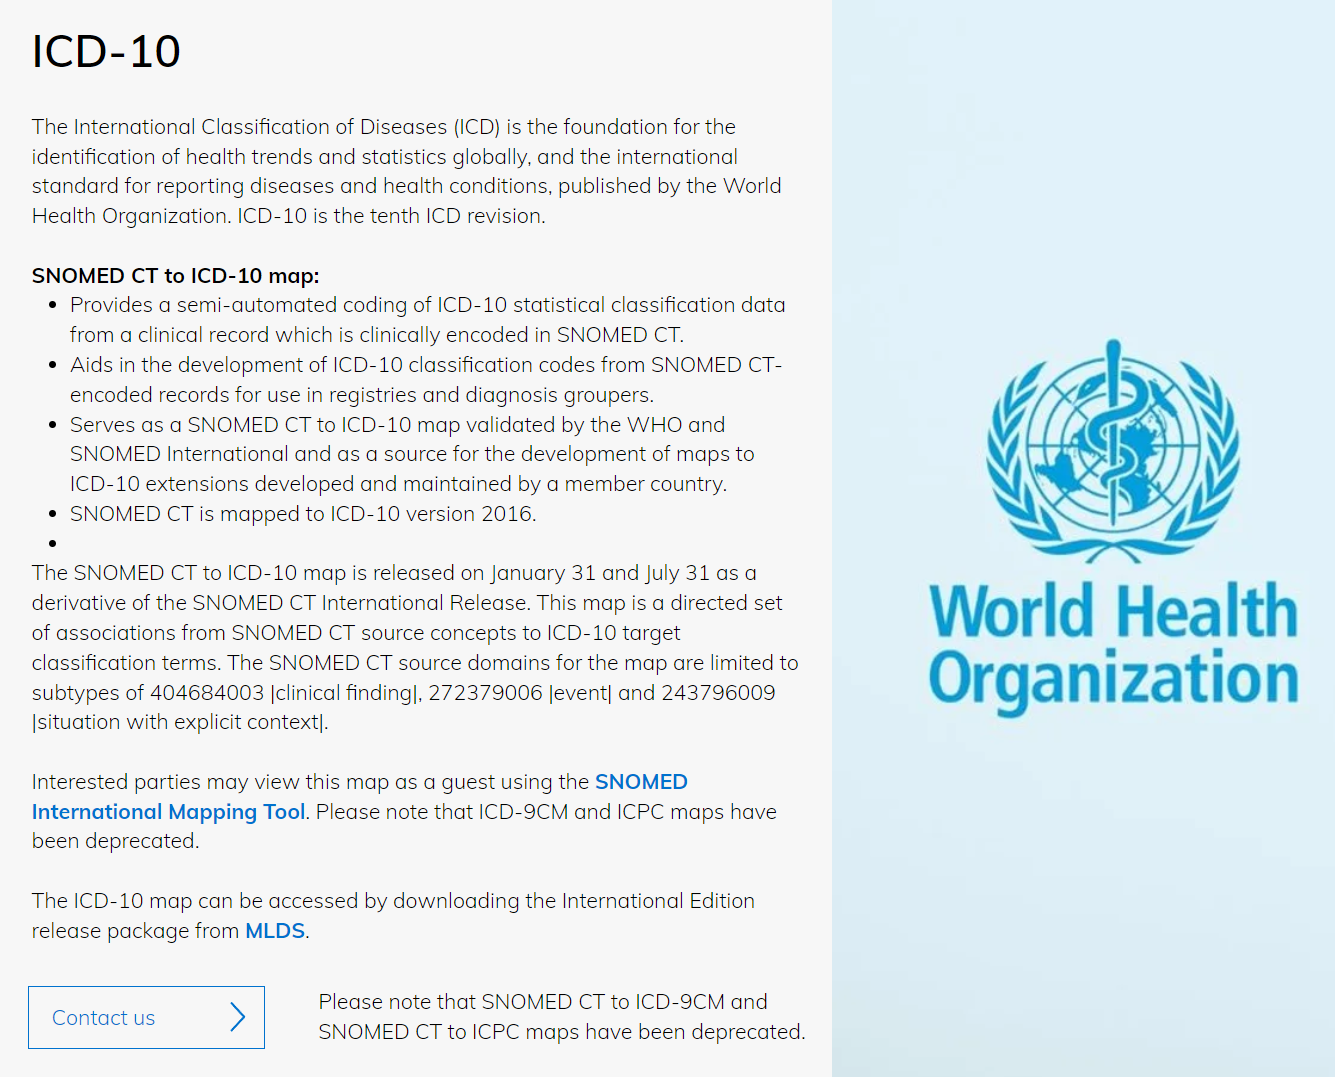 ICD-10
The International Classification of Diseases (ICD) is the foundation for the
identification of health trends and statistics globally, and the international
standard for reporting diseases and health conditions, published by the World
Health Organization. ICD-10 is the tenth ICD revision.
SNOMED CT to ICD-10 map:
• Provides a semi-automated coding of ICD-10 statistical classification data
from a clinical record which is clinically encoded in SNOMED CT.
• Aids in the development of ICD-10 classification codes from SNOMED CT-
encoded records for use in registries and diagnosis groupers.
• Serves as a SNOMED CT to ICD-10 map validated by the WHO and
SNOMED International and as a source for the development of maps to
ICD-10 extensions developed and maintained by a member country.
• SNOMED CT is mapped to ICD-10 version 2016.
•
The SNOMED CT to ICD-10 map is released on January 31 and July 31 as a
derivative of the SNOMED CT International Release. This map is a directed set
of associations from SNOMED CT source concepts to ICD-10 target
classification terms. The SNOMED CT source domains for the map are limited to
subtypes of 404684003 |clinical finding|, 272379006 |event| and 243796009
|situation with explicit context|.
Interested parties may view this map as a guest using the SNOMED
International Mapping Tool. Please note that ICD-9CM and ICPC maps have
been deprecated.
The ICD-10 map can be accessed by downloading the International Edition
release package from MLDS.
Contact us
Please note that SNOMED CT to ICD-9CM and
SNOMED CT to ICPC maps have been deprecated.
World Health
Organization